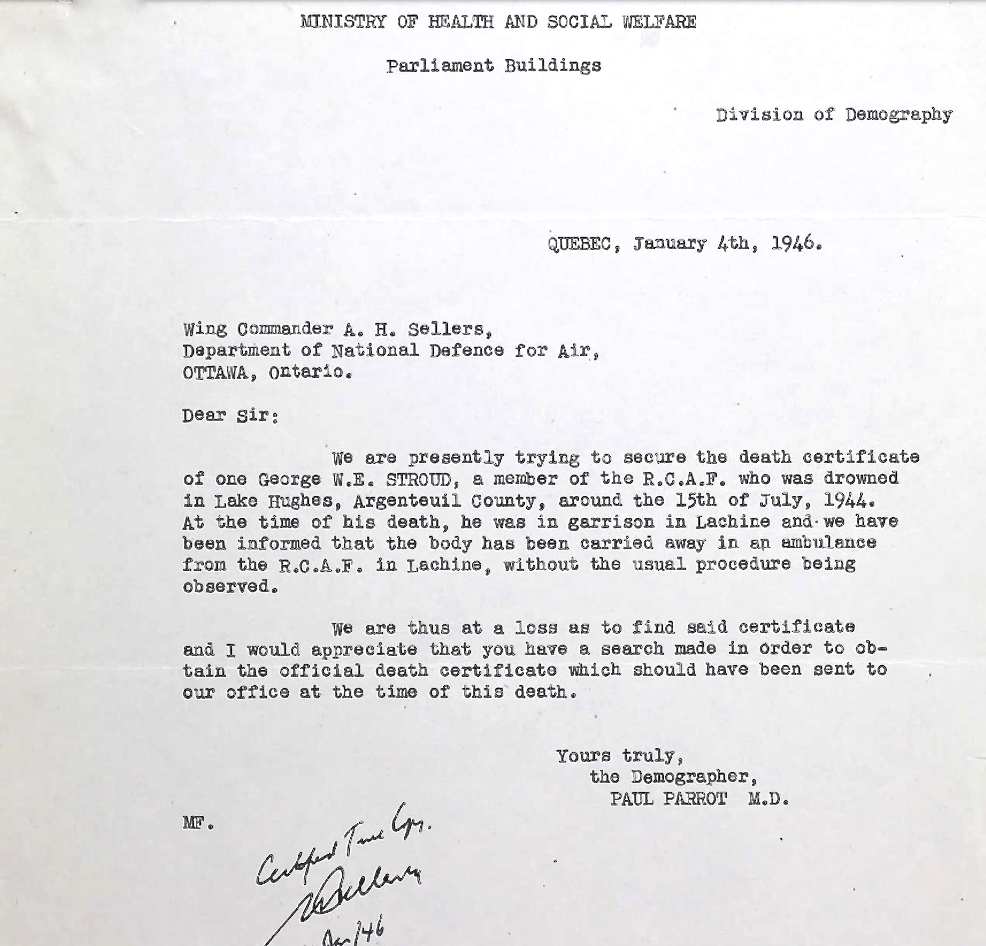 MINISTRY OF HEALTH AND SOCIAL WELFARE
Parliament Buildings
Division of Demography
QUEBEC, January 4th, 1946.
Wing Commander A. H. Sellers,
Department of National Defence for Air,
OTTAWA, Ontario.
Dear Sir:
We are presently trying to secure the death certificate
of one George W.E. STROUD, a member of the R.C.A.F. who was drowned
in Lake Hughes, Argenteuil County, around the 15th of July, 1944.
At the time of his death, he was in garrison in Lachine and we have
been informed that the body has been carried away in an ambulance
from the R.C.A.F. in Lachine, without the usual procedure being
observed.
We are thus at a loss as to find said certificate
and I would appreciate that you have a search made in order to ob-
tain the official death certificate which should have been sent to
our office at the time of this death.
Yours truly,
the Demographer,
PAUL PARROT M.D.
MF.
Certified True Copy.
Sellers
Jan/46